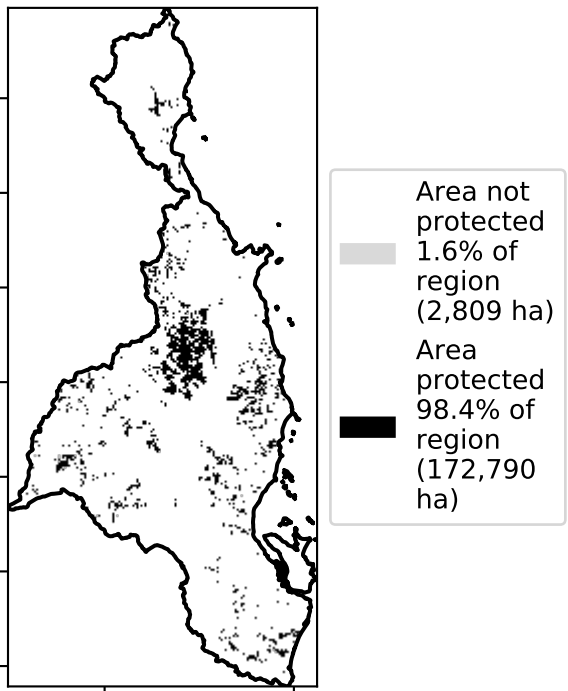 Area not
protected
1.6% of
region
(2,809 ha)
Area
protected
98.4% of
region
(172,790
ha)